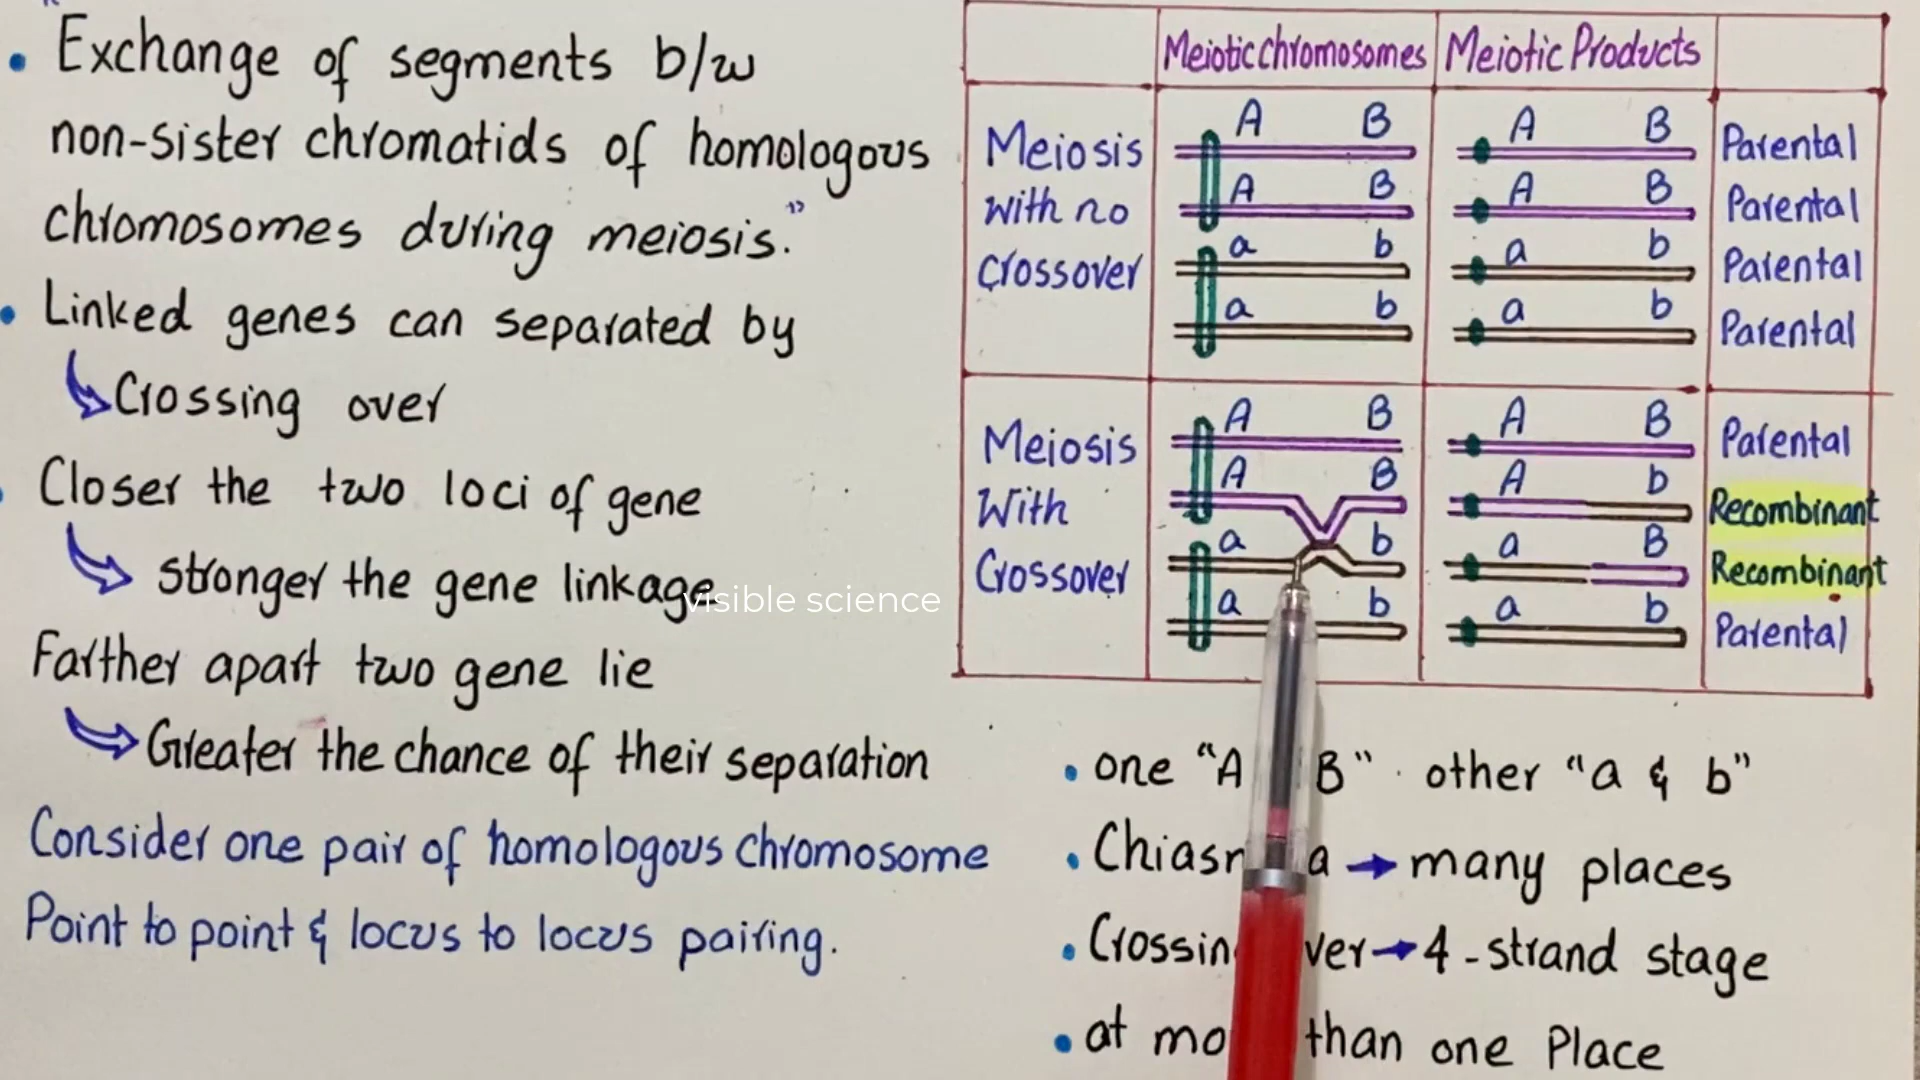 • Exchange of segments b/w
non-sister chromatids of homologous
chromosomes during meiosis."
• Linked genes can separated by
Crossing over
Closer the two loci of gene
stronger the gene linkage
Farther apart two gene lie
Greater the chance of their separation
Consider one pair of homologous chromosome
Point to point & locus to locus pairing.
visible science
Meiotic chromosomes Meiotic Products
Meiosis
with no
crossover
A B A B Parental
A B A B Parental
a b a b Parental
a b a b Parental
Meiosis
With
Crossover
A B A B Parental
A B A b Recombinant
a b a B Recombinant
a b a b Parental
• one "A B" other "a & b"
• → many places
• → 4-strand stage
• at than one Place